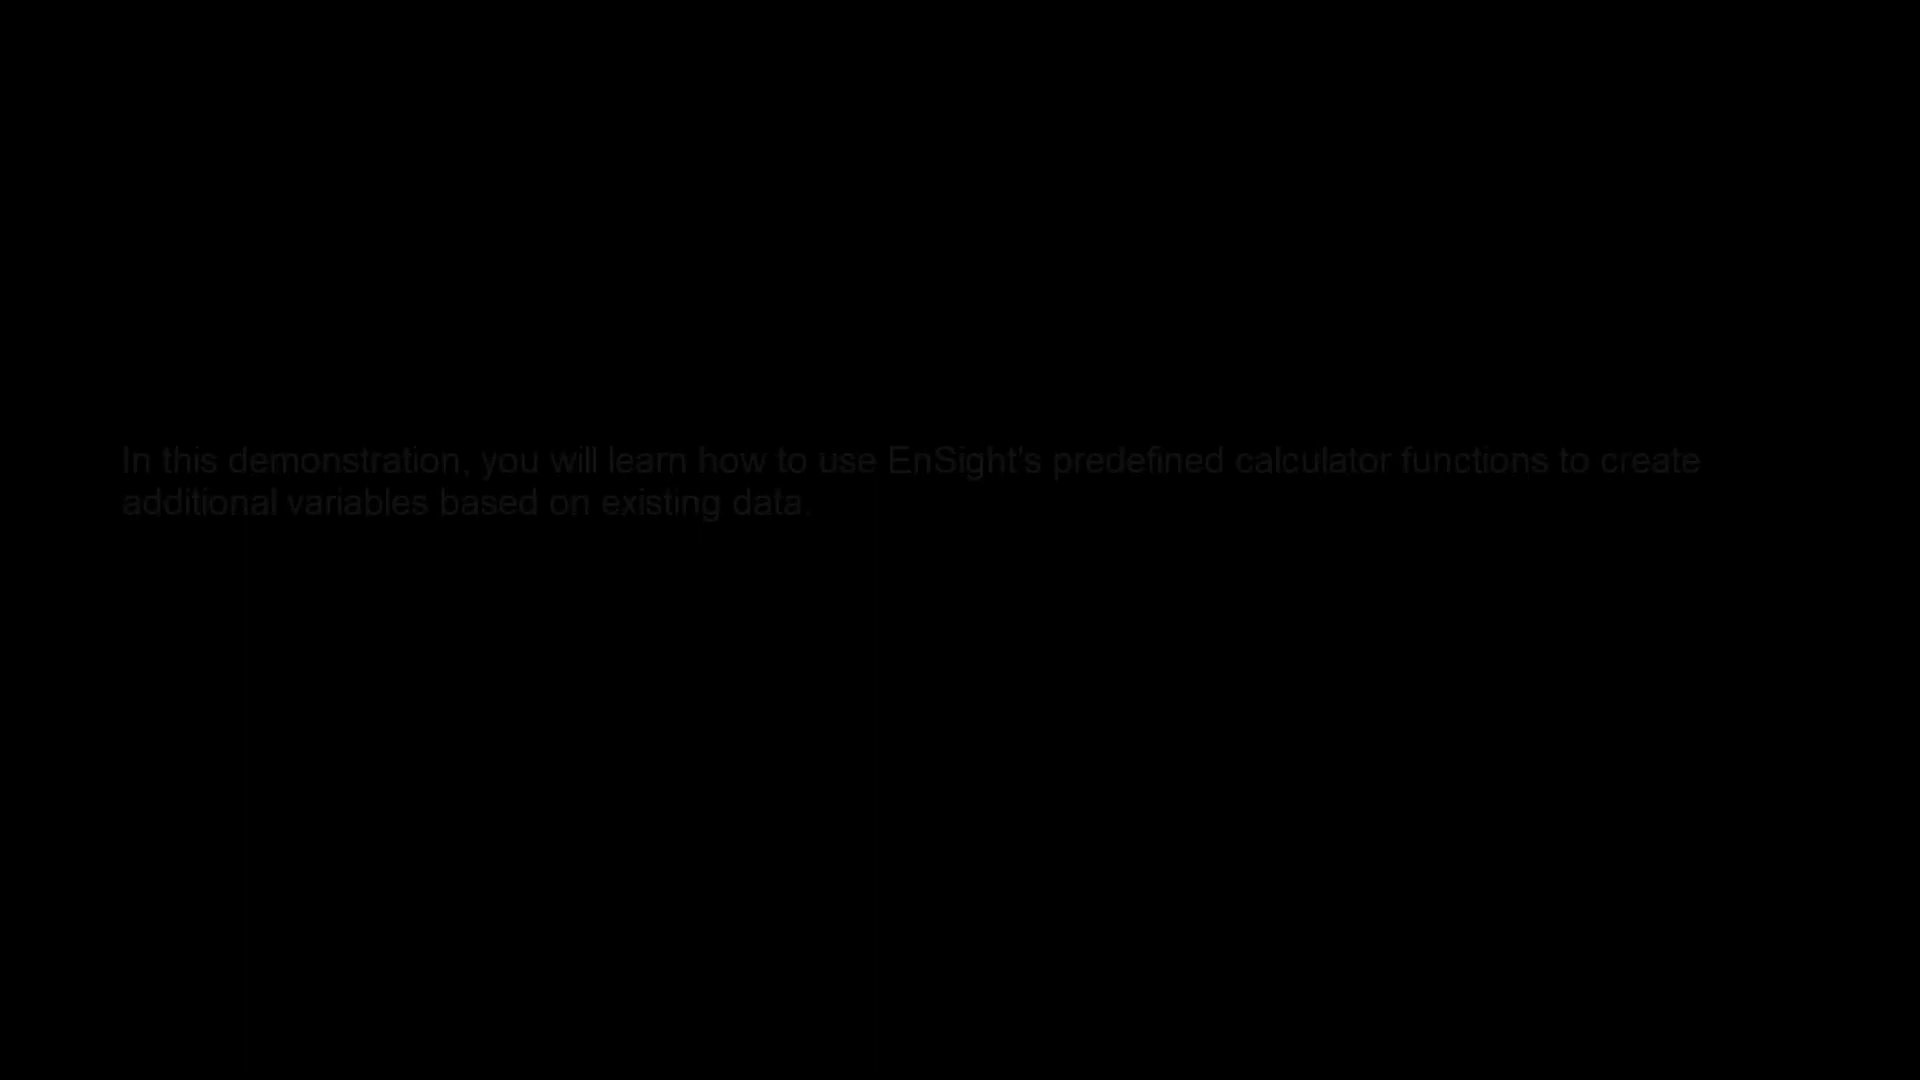 In this demonstration, you will learn how to use EnSight's predefined calculator functions to create
additional variables based on existing data.